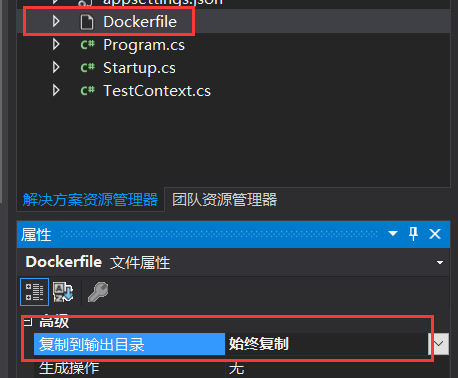 appsettings.json
Dockerfile
C# Program.cs
C# Startup.cs
C# TestContext.cs
解决方案资源管理器 团队资源管理器
属性
Dockerfile 文件属性
高级
复制到输出目录 始终复制
生成操作 无